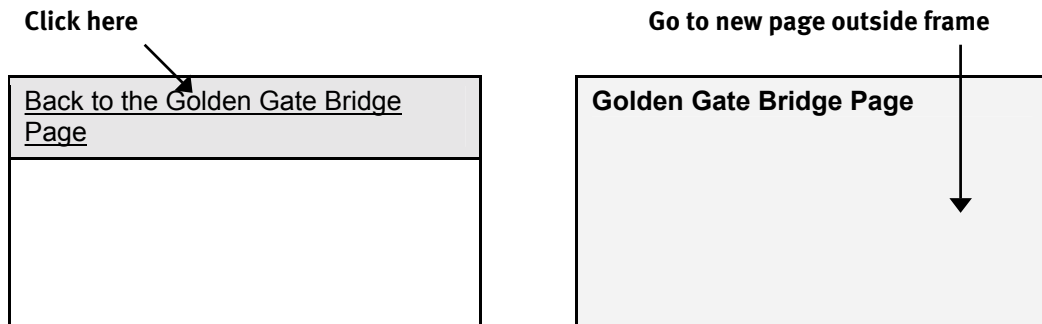 Click here
Go to new page outside frame
Back to the Golden Gate Bridge
Page
Golden Gate Bridge Page